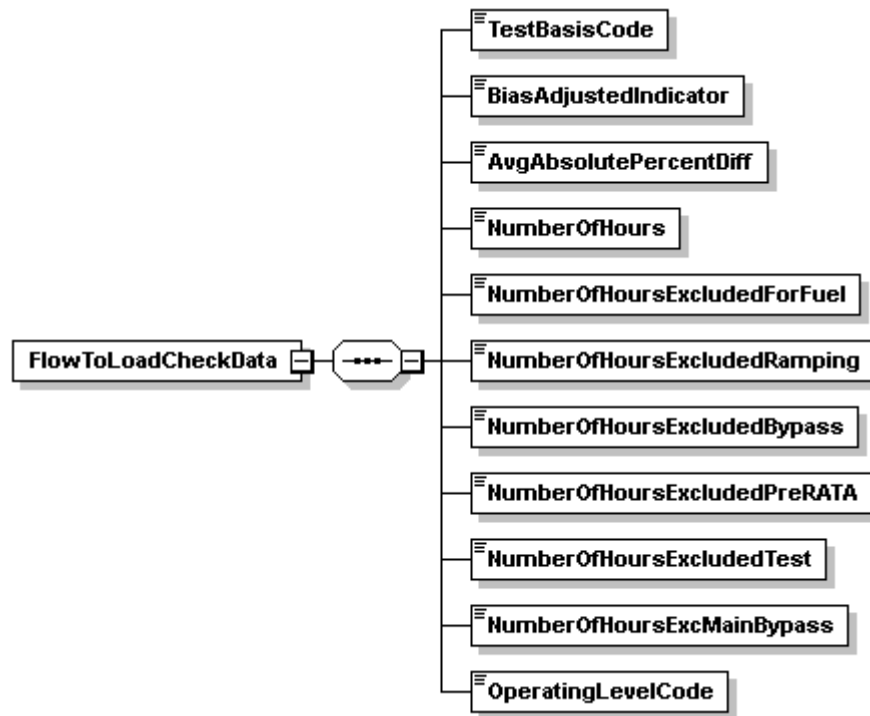 TestBasisCode
BiasAdjustedIndicator
AvgAbsolutePercentDiff
NumberOfHours
NumberOfHoursExcludedForFuel
FlowToLoadCheckData
NumberOfHoursExcludedRamping
NumberOfHoursExcludedBypass
NumberOfHoursExcludedPreRATA
NumberOfHoursExcludedTest
NumberOfHoursExcMainBypass
OperatingLevelCode